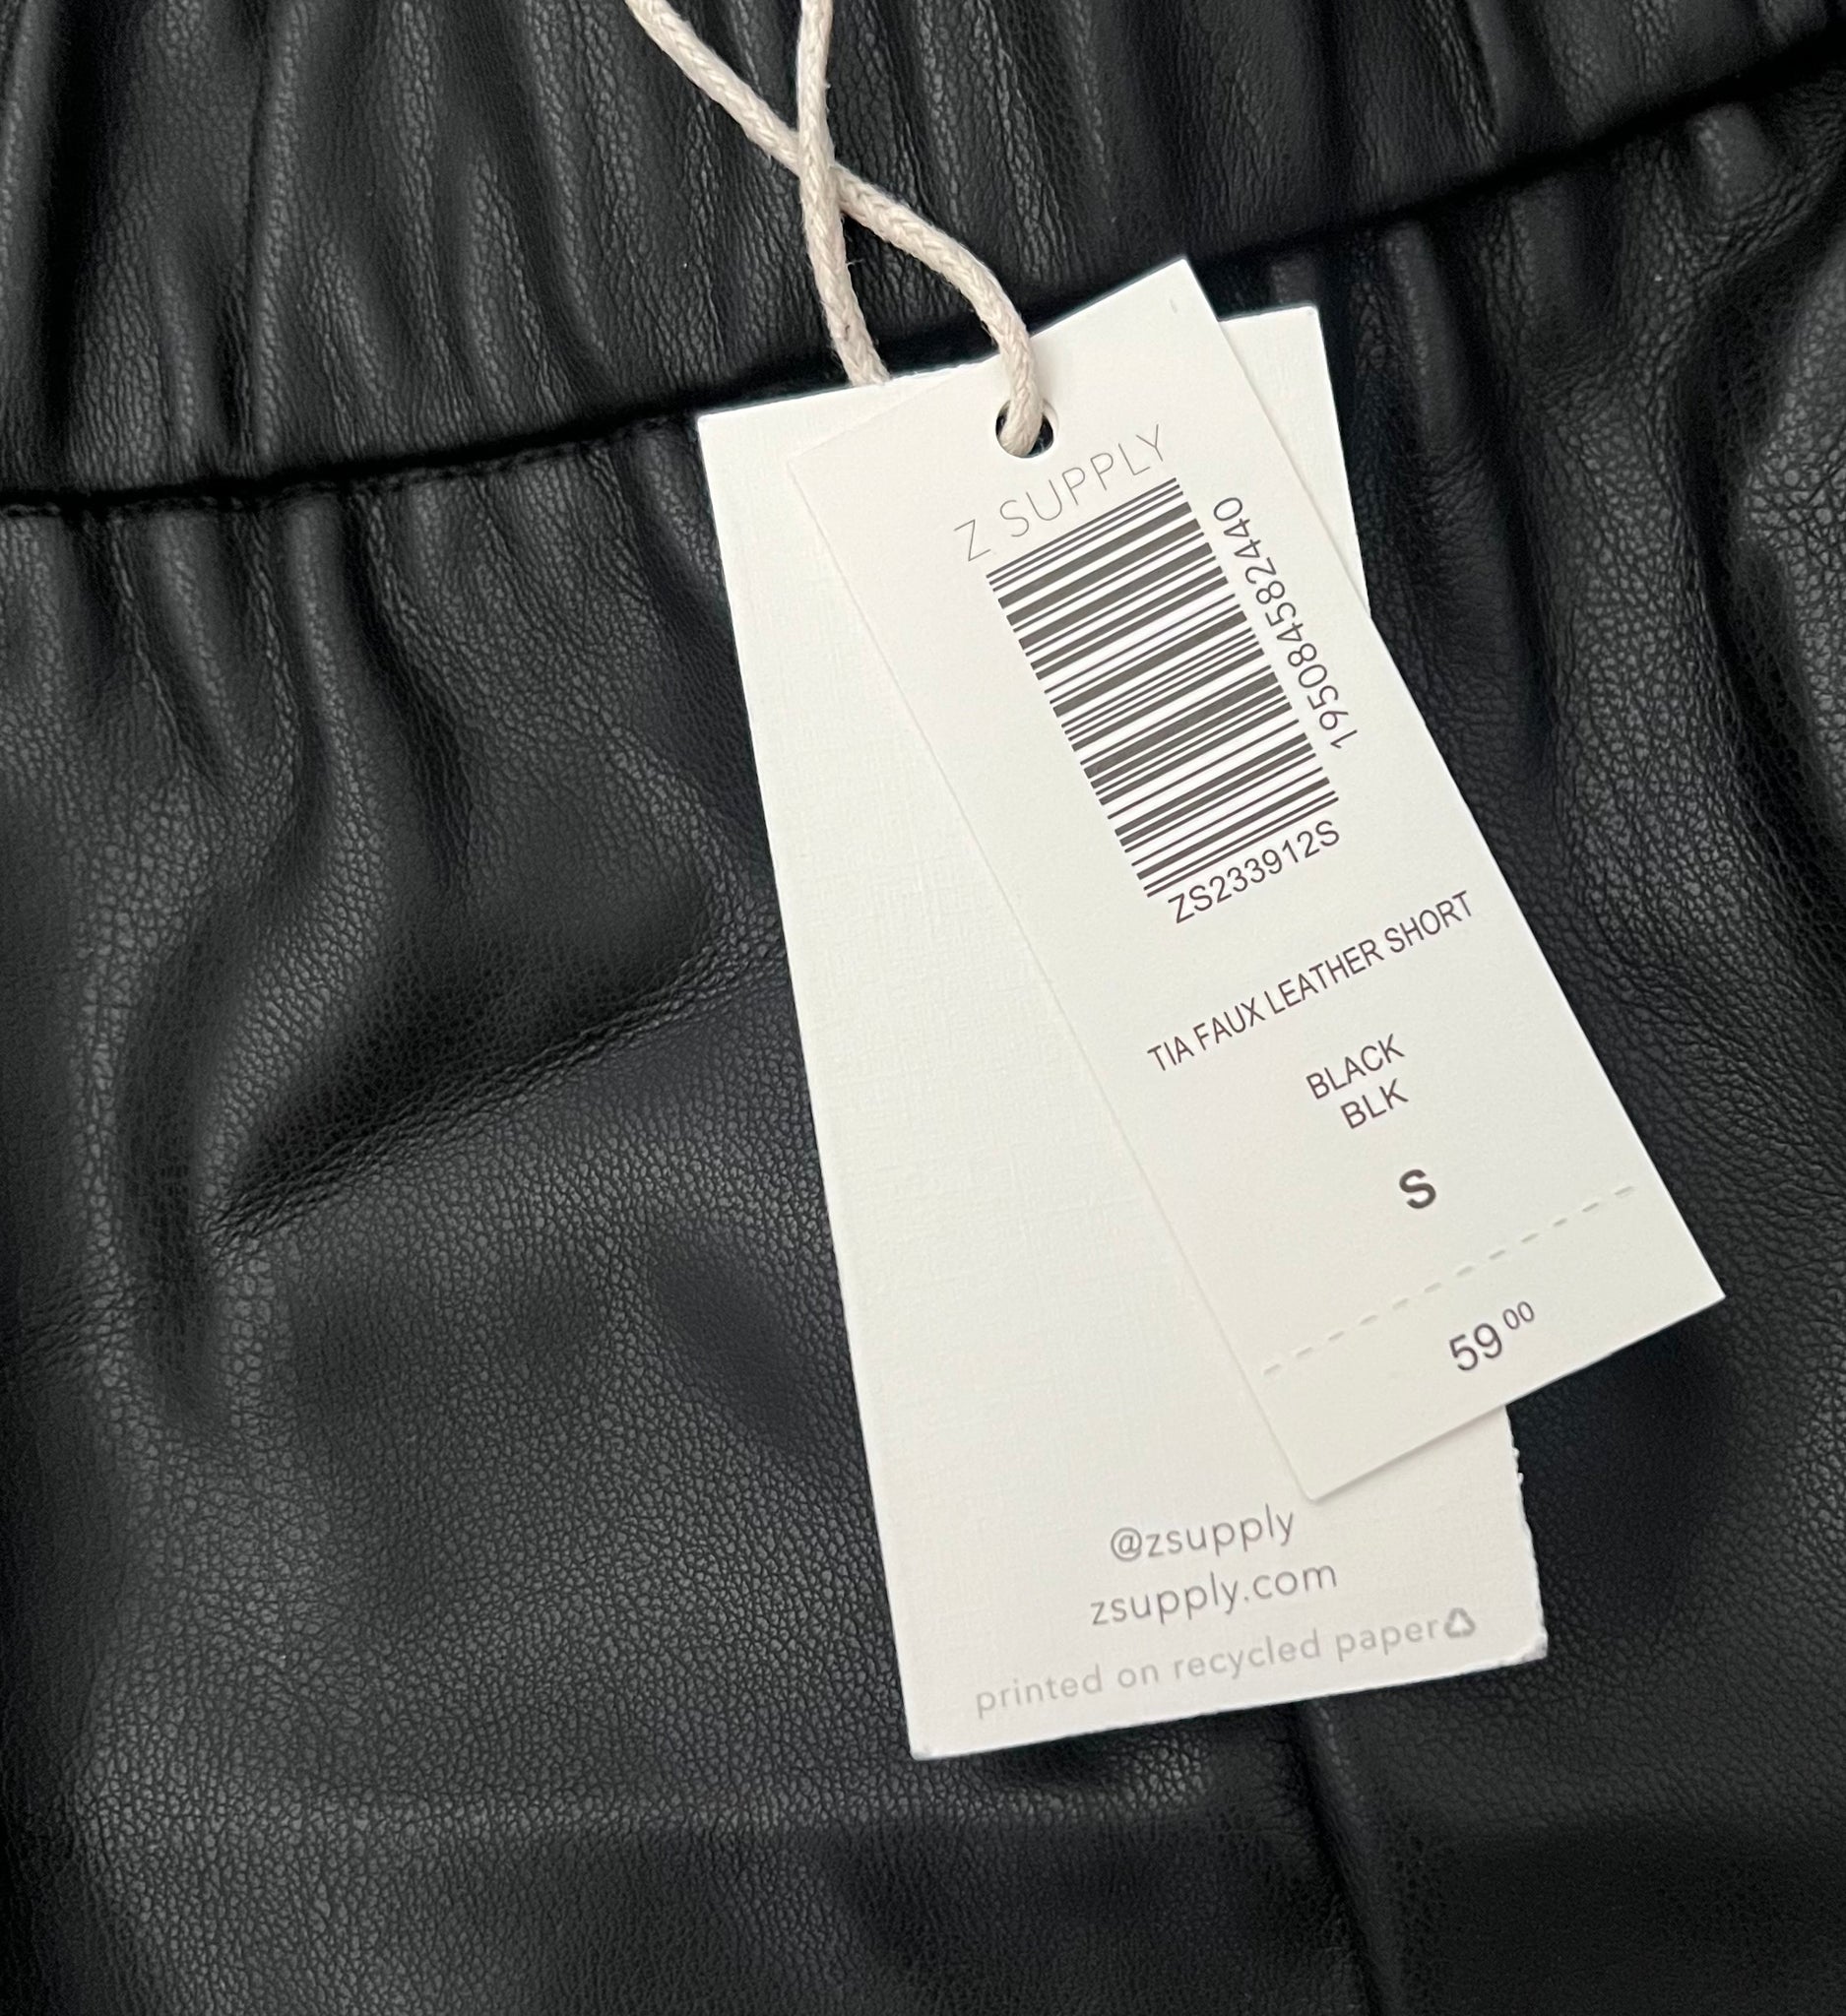 Z SUPPLY
195084582440
ZS233912S
TIA FAUX LEATHER SHORT
BLACK
BLK
S
59 00
@zsupply
zsupply.com
printed on recycled paper